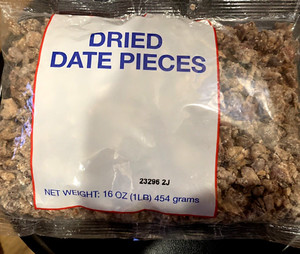 DRIED
DATE PIECES
23296 2J
NET WEIGHT: 16 OZ (1LB) 454 grams